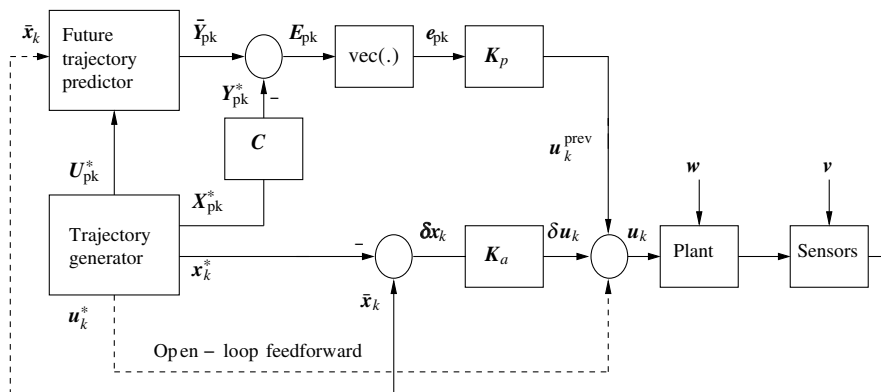 x̄ₖ
Future
trajectory
predictor
Ȳ_pk
E_pk
vec(.)
e_pk
K_p
Y*_pk
–
C
U*_pk
X*_pk
u_k^prev
w
v
Trajectory
generator
x*_k
–
δx_k
K_a
δu_k
u_k
Plant
Sensors
x̄_k
u*_k
Open – loop feedforward